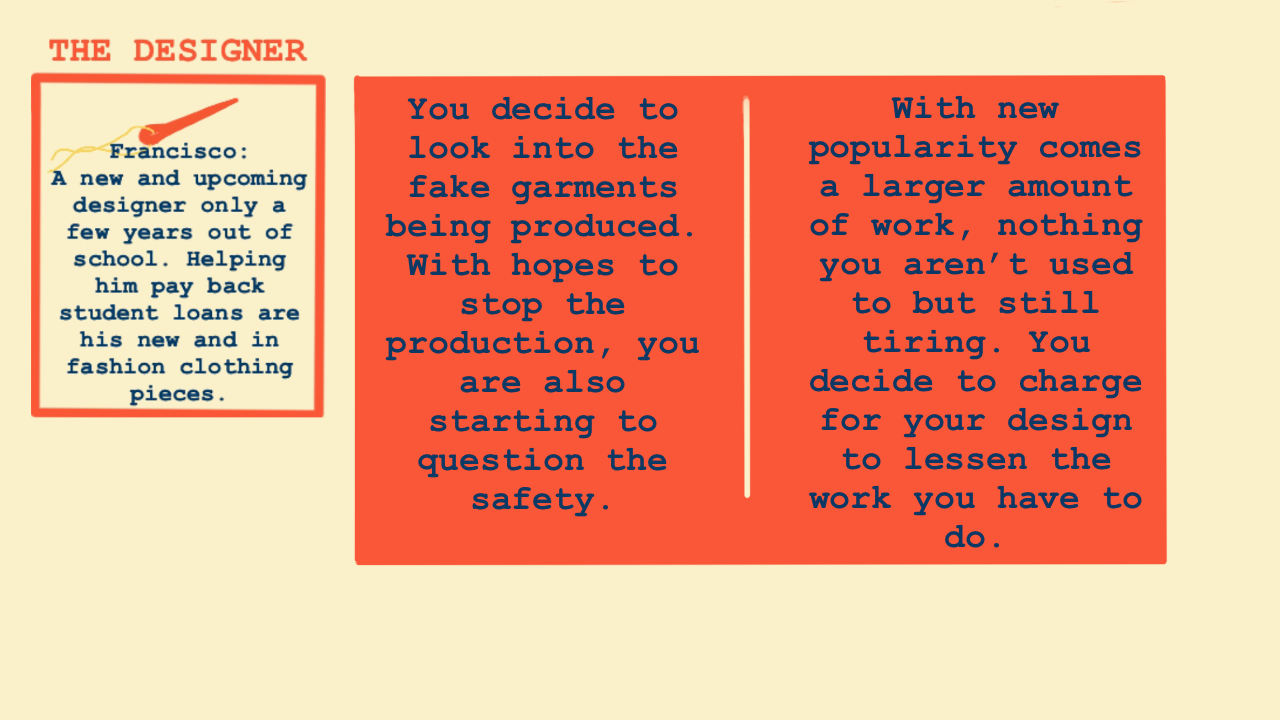 THE DESIGNER
Francisco:
A new and upcoming
designer only a
few years out of
school. Helping
him pay back
student loans are
his new and in
fashion clothing
pieces.
You decide to
look into the
fake garments
being produced.
With hopes to
stop the
production, you
are also
starting to
question the
safety.
With new
popularity comes
a larger amount
of work, nothing
you aren’t used
to but still
tiring. You
decide to charge
for your design
to lessen the
work you have to
do.